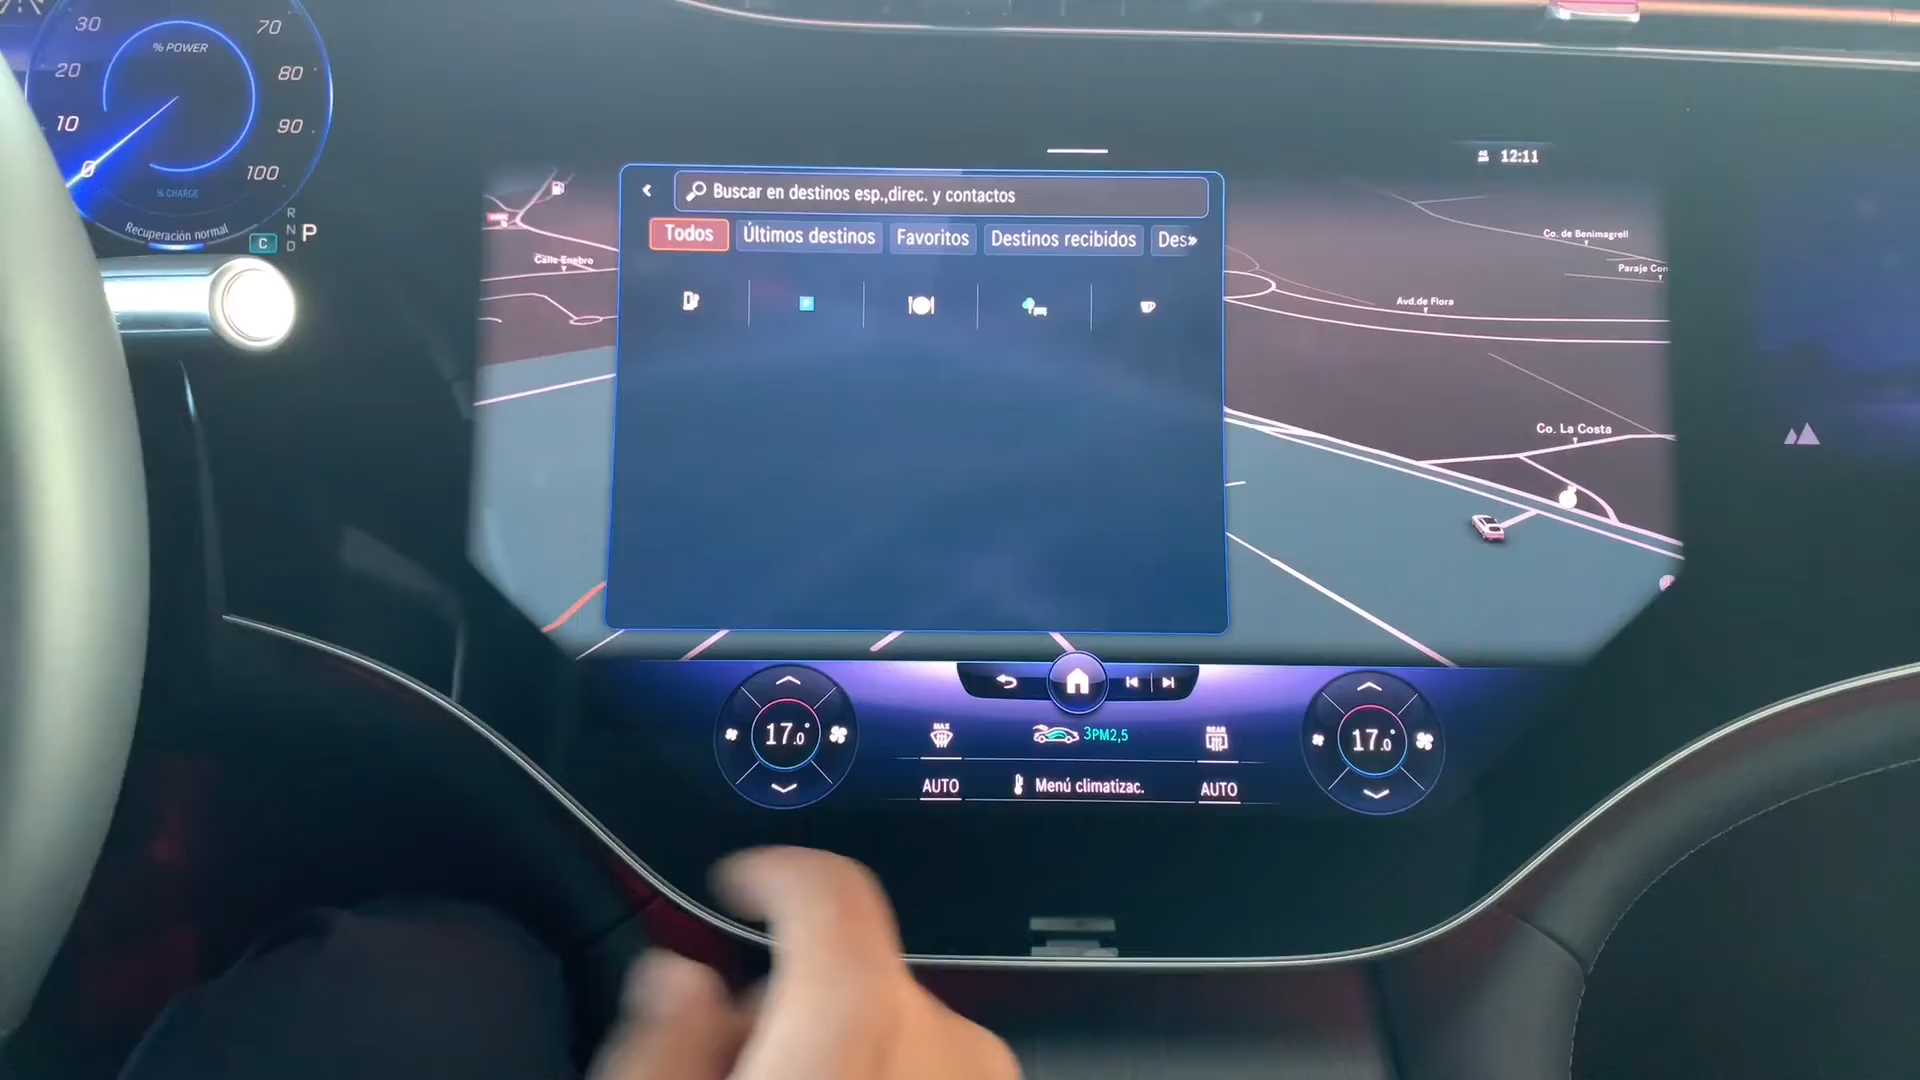 30
70
% POWER
20
80
10
90
0
100
% CHARGE
Recuperación normal
C
R
N
D
P
12:11
Buscar en destinos esp.,direc. y contactos
Todos
Últimos destinos
Favoritos
Destinos recibidos
Des»
P
Calle Enebro
Co. de Benimagrell
Paraje Con
Avd.de Flora
Co. La Costa
17.0°
MAX
3PM2,5
REAR
17.0°
AUTO
Menú climatizac.
AUTO